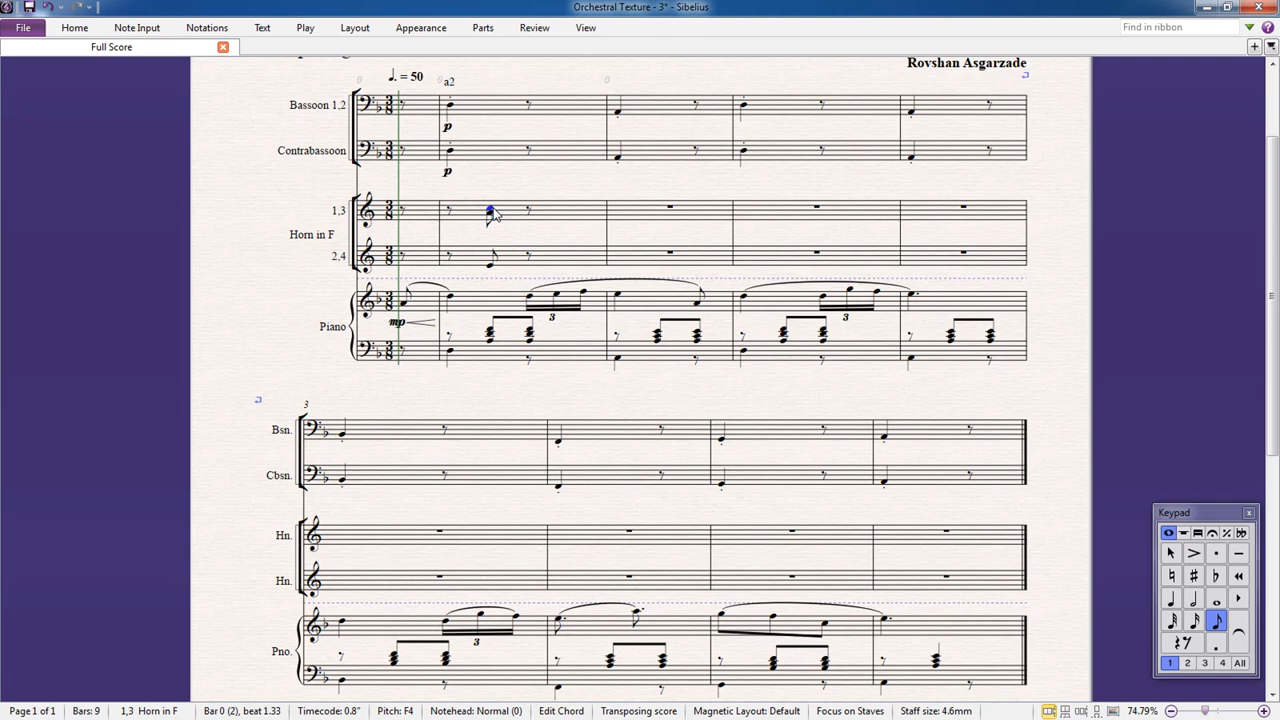 Orchestral Texture - 3* - Sibelius
File Home Note Input Notations Text Play Layout Appearance Parts Review View Find in ribbon
Full Score
Rovshan Asgarzade
= 50
a2
Bassoon 1,2
p
Contrabassoon
p
1,3
Horn in F
2,4
mp
3 3
Piano
3
Bsn.
Cbsn.
Hn.
Hn.
3
Pno.
Keypad
1 2 3 4 All
Page 1 of 1 Bars: 9 1,3 Horn in F Bar 0 (2), beat 1.33 Timecode: 0.8" Pitch: F4 Notehead: Normal (0) Edit Chord Transposing score Magnetic Layout: Default Focus on Staves Staff size: 4.6mm 74.79%